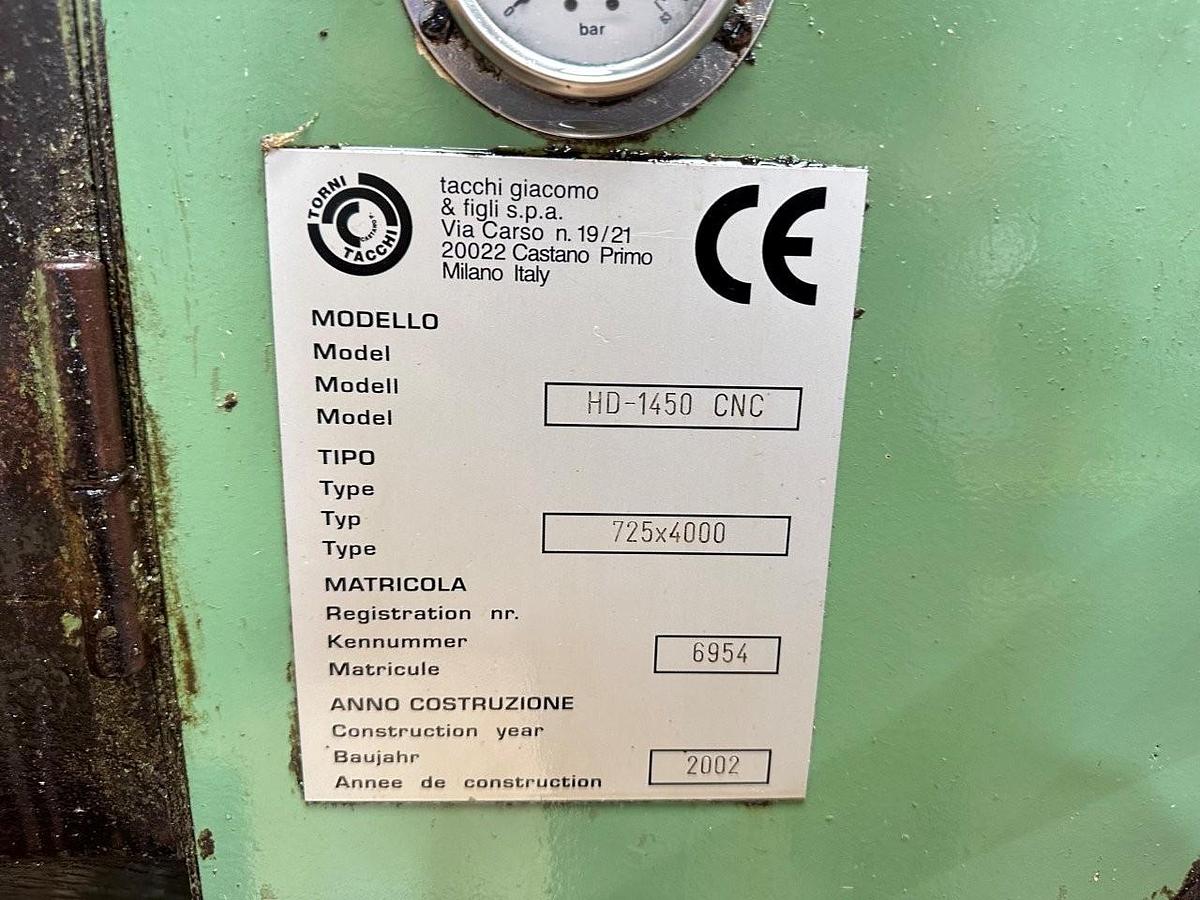 bar
TORNI
TACCHI
tacchi giacomo
& figli s.p.a.
Via Carso n. 19/21
20022 Castano Primo
Milano Italy
CE
MODELLO
Model
Modell
Model
HD-1450 CNC
TIPO
Type
Typ
Type
725x4000
MATRICOLA
Registration nr.
Kennummer
Matricule
6954
ANNO COSTRUZIONE
Construction year
Baujahr
Annee de construction
2002